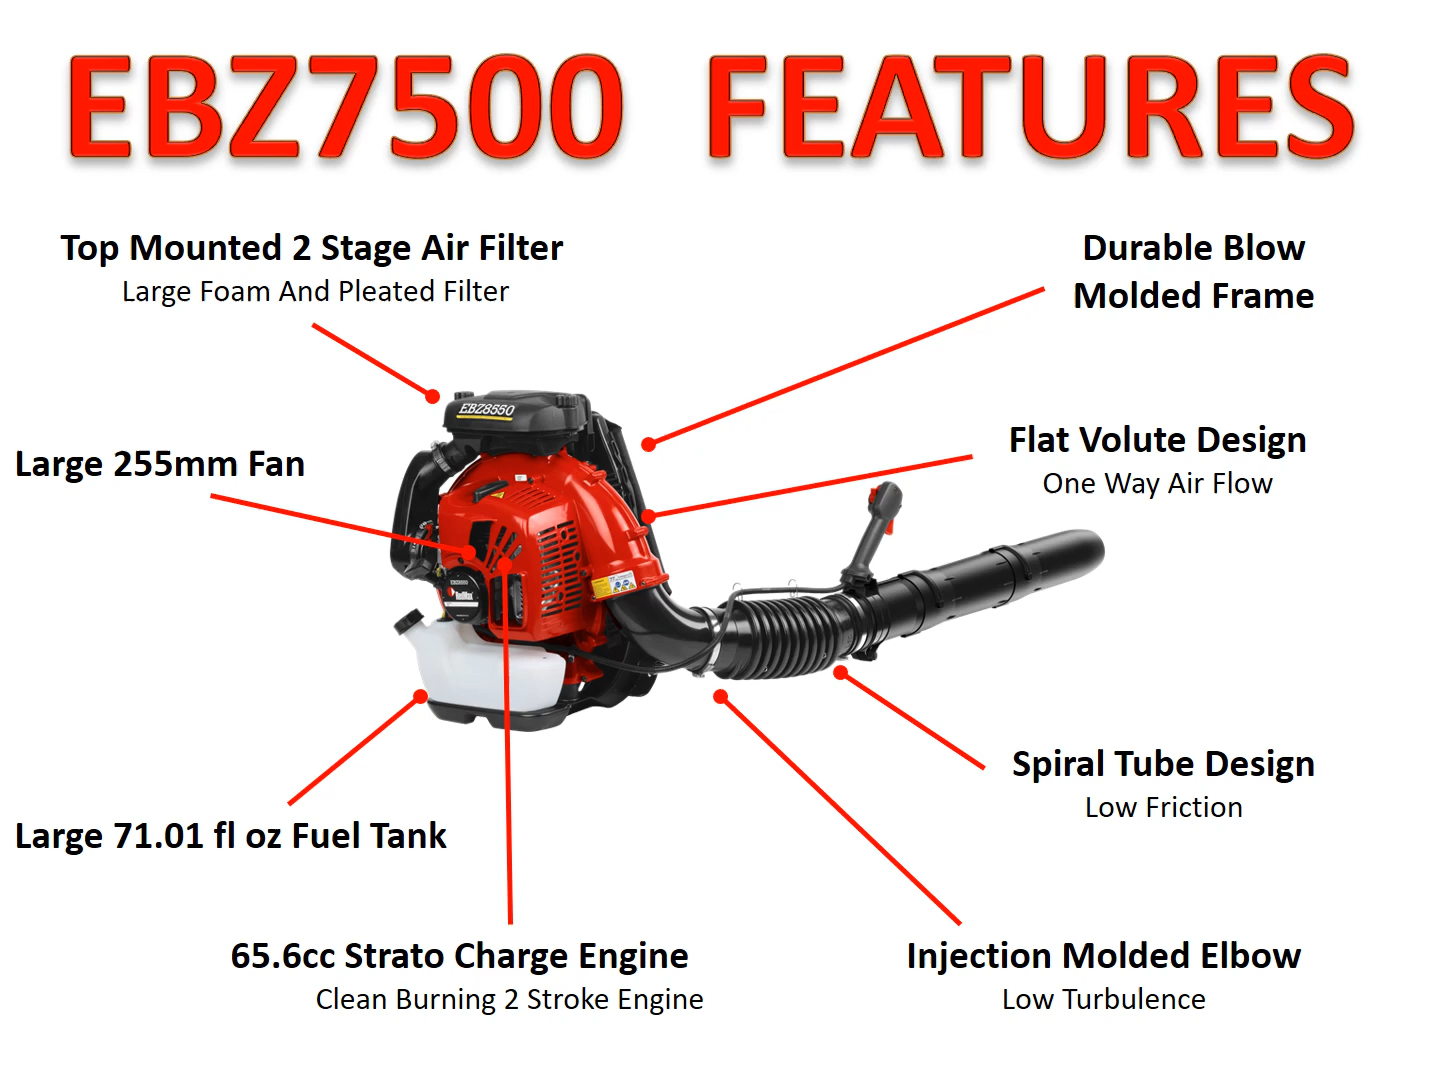 EBZ7500 FEATURES
Top Mounted 2 Stage Air Filter
Large Foam And Pleated Filter
Durable Blow
Molded Frame
EBZ8550
Flat Volute Design
One Way Air Flow
Large 255mm Fan
EBZ8550
RedMax
Spiral Tube Design
Low Friction
Large 71.01 fl oz Fuel Tank
65.6cc Strato Charge Engine
Clean Burning 2 Stroke Engine
Injection Molded Elbow
Low Turbulence